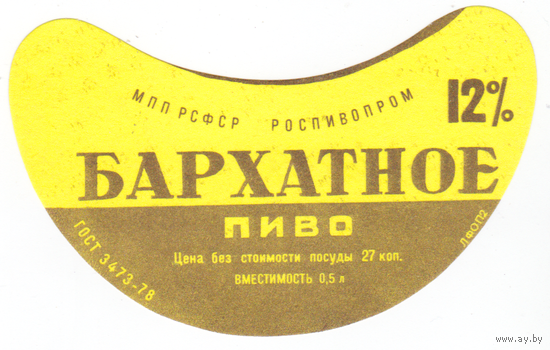 МПП РСФСР РОСПИВОПРОМ
12%
БАРХАТНОЕ
ПИВО
Цена без стоимости посуды 27 коп.
ВМЕСТИМОСТЬ 0,5 л
ГОСТ 3473-78
ЛФОП2
www.ay.by